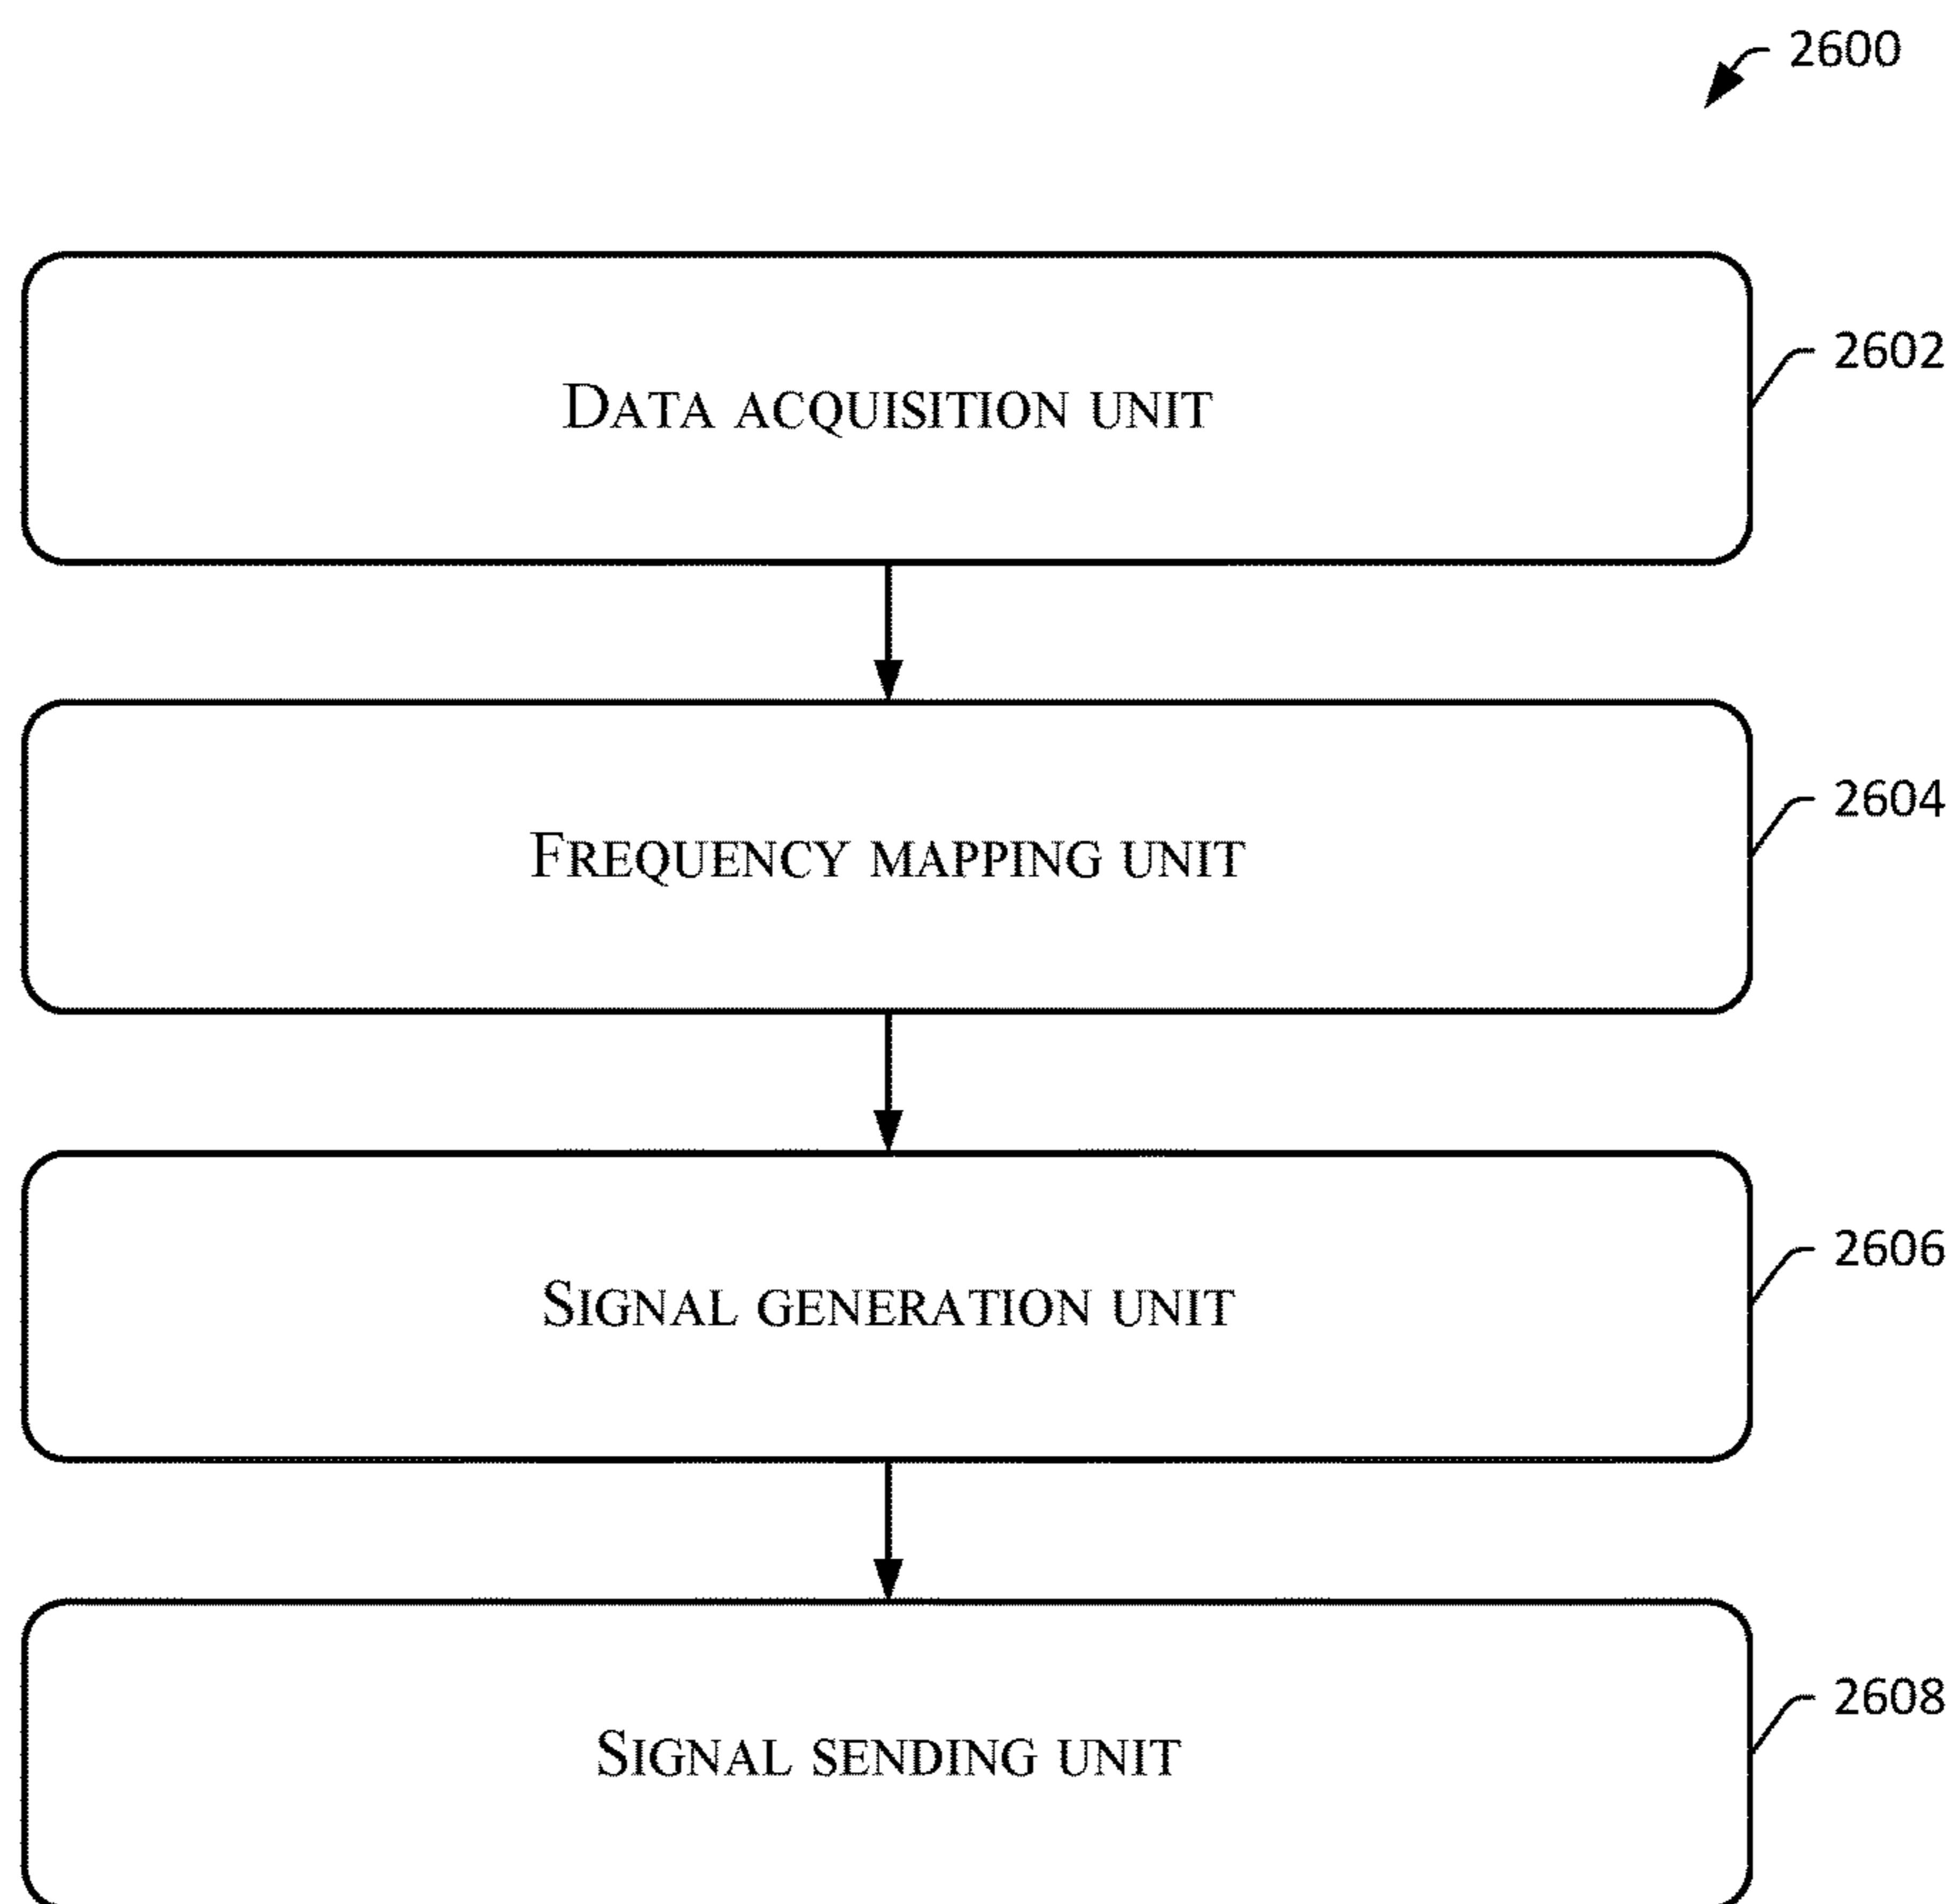 2600
DATA ACQUISITION UNIT
2602
FREQUENCY MAPPING UNIT
2604
SIGNAL GENERATION UNIT
2606
SIGNAL SENDING UNIT
2608